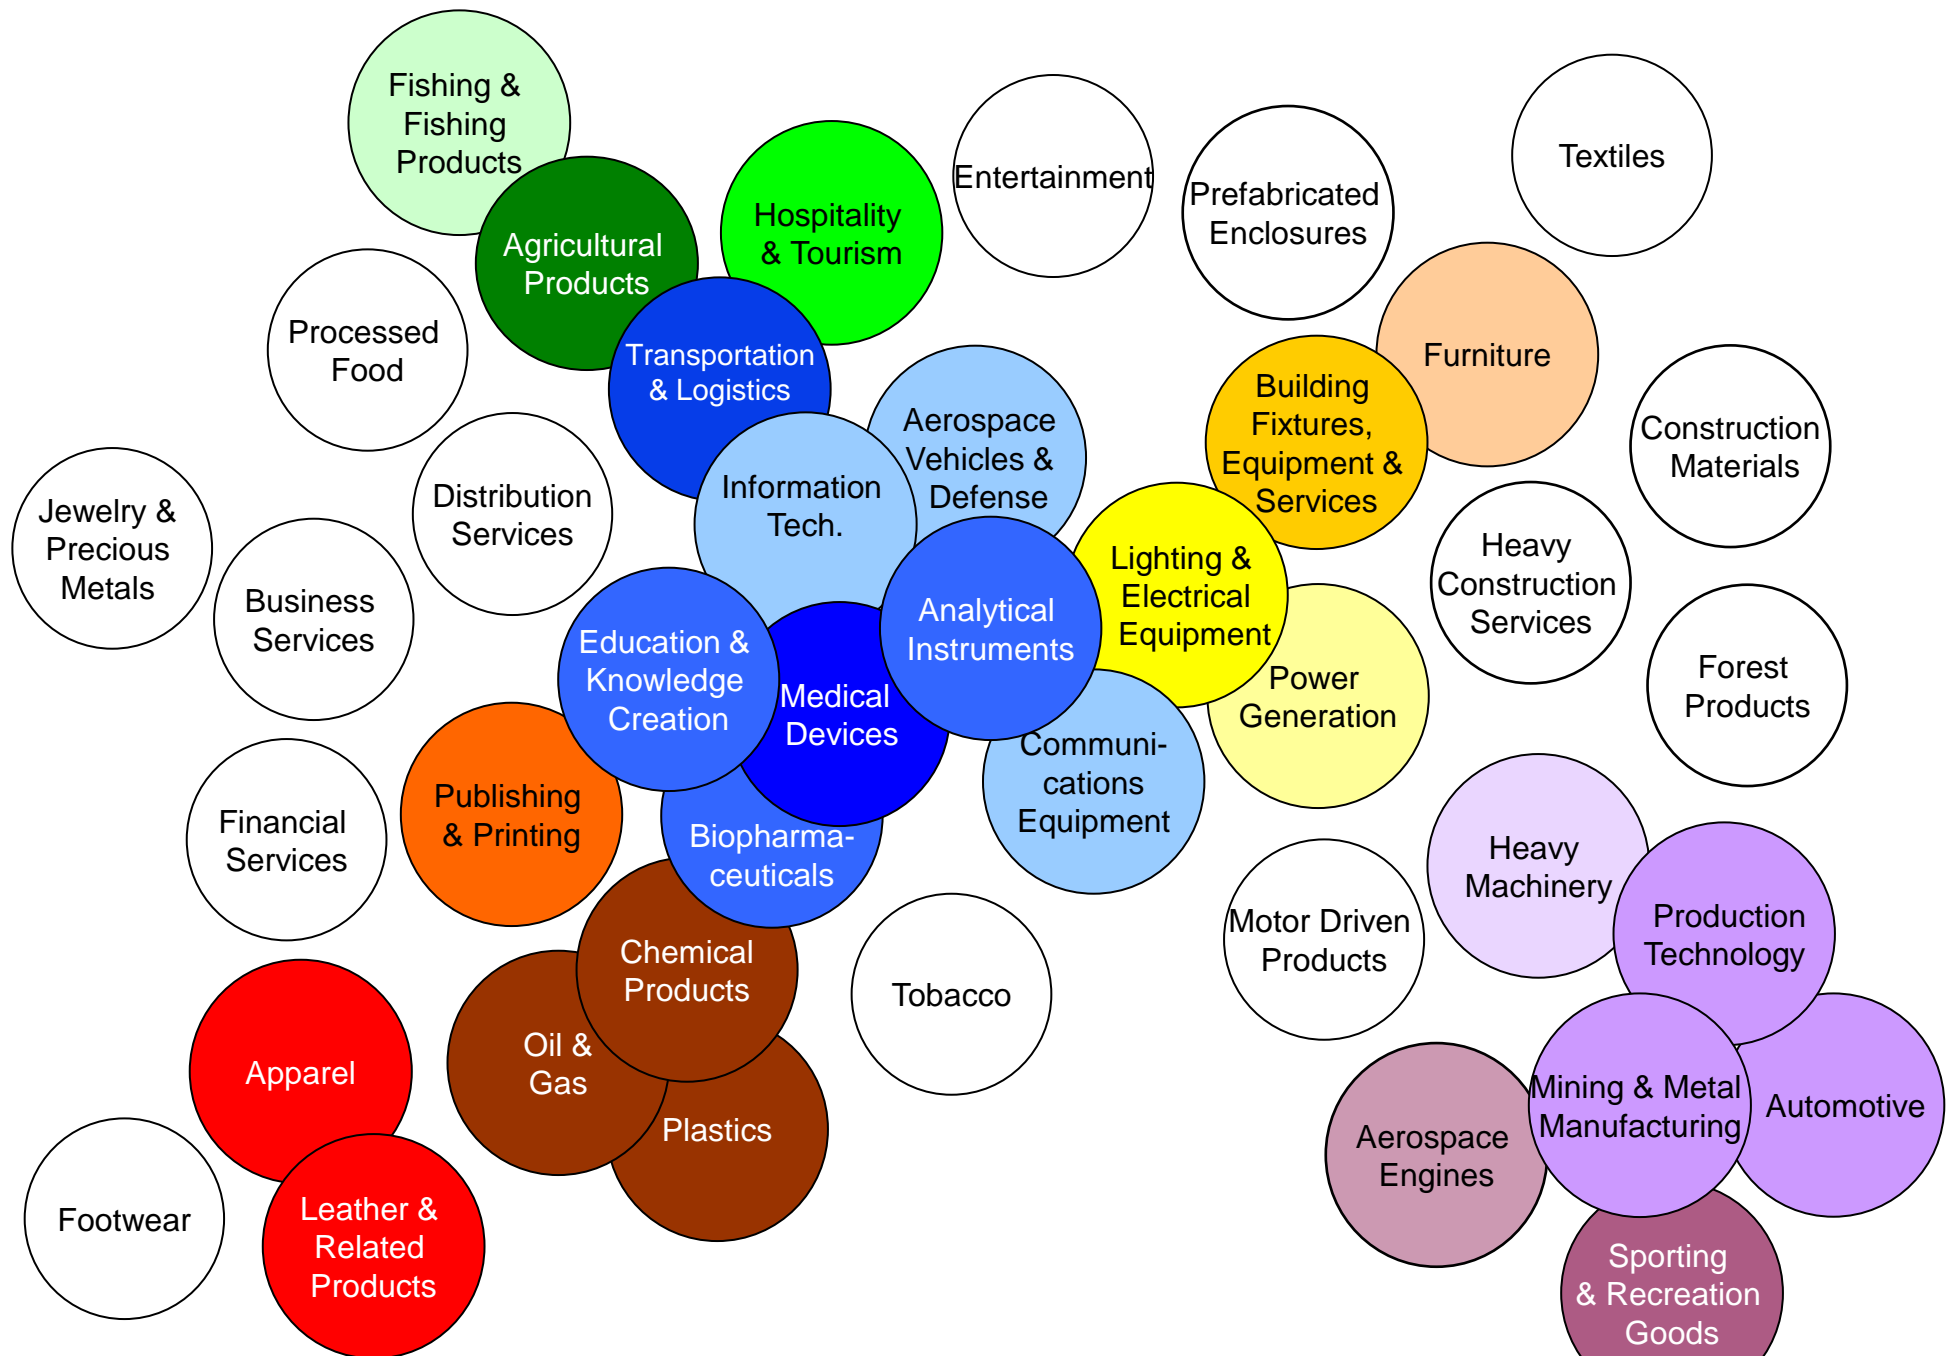 Fishing &
Fishing
Products
Agricultural
Products
Hospitality
& Tourism
Entertainment
Prefabricated
Enclosures
Textiles
Processed
Food
Transportation
& Logistics
Aerospace
Vehicles &
Defense
Building
Fixtures,
Equipment &
Services
Furniture
Construction
Materials
Jewelry &
Precious
Metals
Business
Services
Distribution
Services
Information
Tech.
Analytical
Instruments
Lighting &
Electrical
Equipment
Heavy
Construction
Services
Forest
Products
Education &
Knowledge
Creation
Medical
Devices
Communi-
cations
Equipment
Power
Generation
Financial
Services
Publishing
& Printing
Biopharma-
ceuticals
Heavy
Machinery
Production
Technology
Motor Driven
Products
Chemical
Products
Tobacco
Oil &
Gas
Plastics
Apparel
Footwear
Leather &
Related
Products
Aerospace
Engines
Mining & Metal
Manufacturing
Automotive
Sporting
& Recreation
Goods